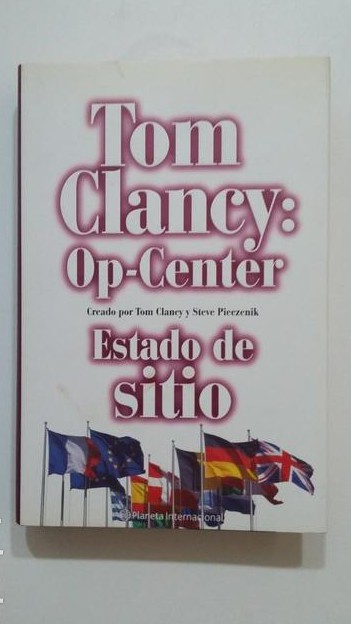 Tom
Clancy:
Op-Center
Creado por Tom Clancy y Steve Pieczenik
Estado de
sitio
Planeta Internacional